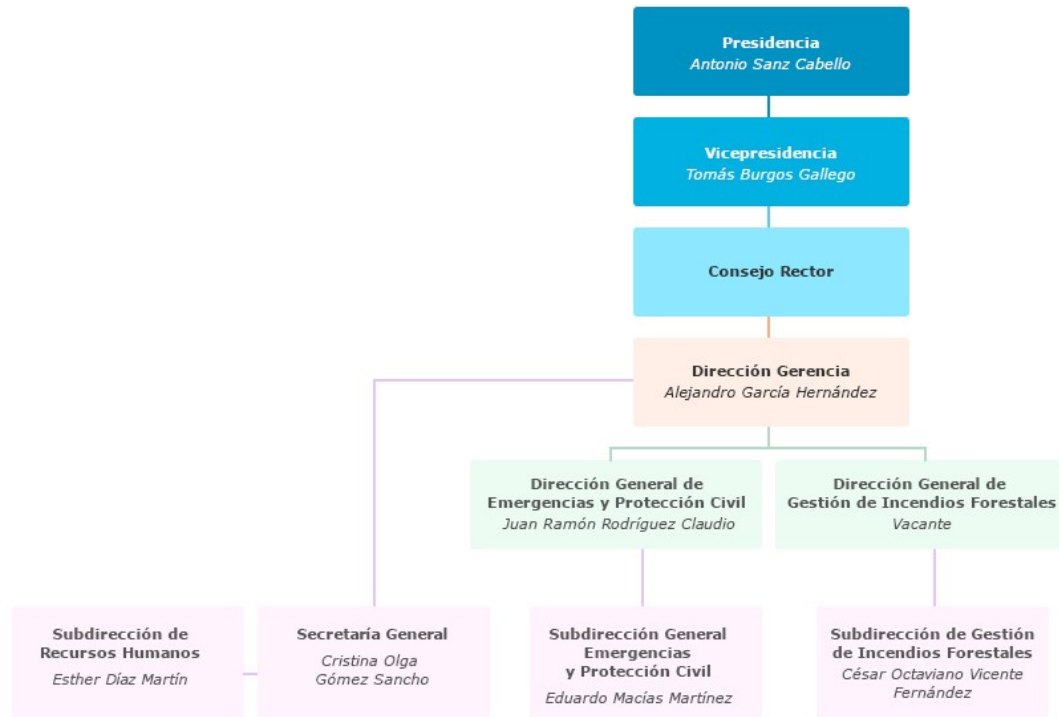 Presidencia
Antonio Sanz Cabello
Vicepresidencia
Tomás Burgos Gallego
Consejo Rector
Dirección Gerencia
Alejandro García Hernández
Dirección General de
Emergencias y Protección Civil
Juan Ramón Rodríguez Claudio
Dirección General de
Gestión de Incendios Forestales
Vacante
Subdirección de
Recursos Humanos
Esther Díaz Martín
Secretaría General
Cristina Olga
Gómez Sancho
Subdirección General
Emergencias
y Protección Civil
Eduardo Macías Martínez
Subdirección de Gestión
de Incendios Forestales
César Octaviano Vicente
Fernández